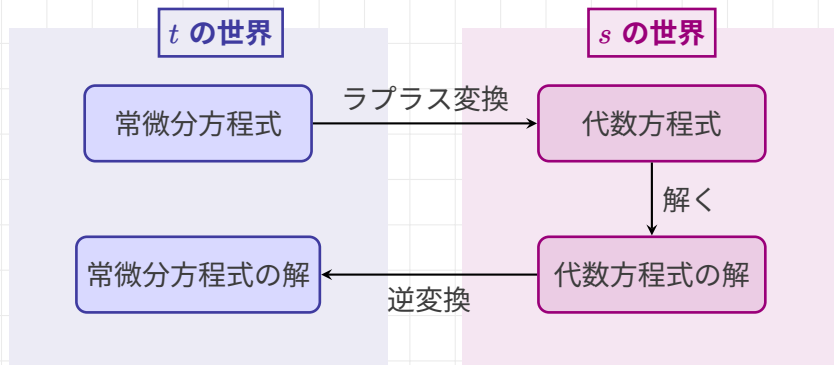 t の世界
s の世界
常微分方程式
ラプラス変換
代数方程式
解く
常微分方程式の解
逆変換
代数方程式の解